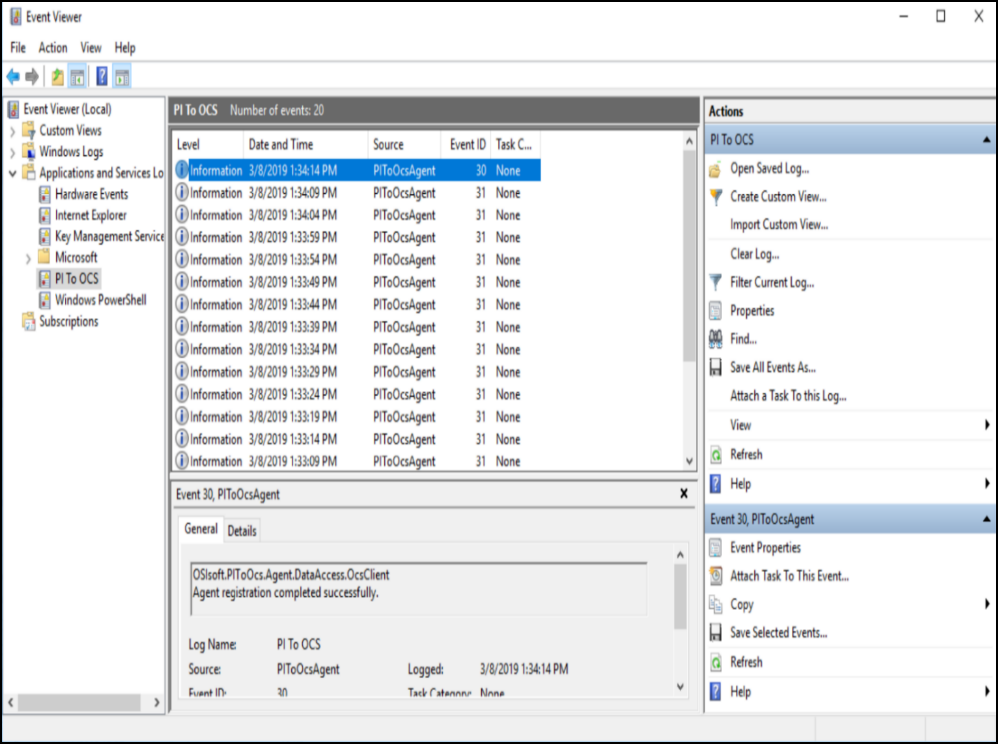 Event Viewer
File Action View Help
Event Viewer (Local)
Custom Views
Windows Logs
Applications and Services Lo
Hardware Events
Internet Explorer
Key Management Service
Microsoft
PI To OCS
Windows PowerShell
Subscriptions
PI To OCS Number of events: 20
Level Date and Time Source Event ID Task C...
Information 3/8/2019 1:34:14 PM PIToOcsAgent 30 None
Information 3/8/2019 1:34:09 PM PIToOcsAgent 31 None
Information 3/8/2019 1:34:04 PM PIToOcsAgent 31 None
Information 3/8/2019 1:33:59 PM PIToOcsAgent 31 None
Information 3/8/2019 1:33:54 PM PIToOcsAgent 31 None
Information 3/8/2019 1:33:49 PM PIToOcsAgent 31 None
Information 3/8/2019 1:33:44 PM PIToOcsAgent 31 None
Information 3/8/2019 1:33:39 PM PIToOcsAgent 31 None
Information 3/8/2019 1:33:34 PM PIToOcsAgent 31 None
Information 3/8/2019 1:33:29 PM PIToOcsAgent 31 None
Information 3/8/2019 1:33:24 PM PIToOcsAgent 31 None
Information 3/8/2019 1:33:19 PM PIToOcsAgent 31 None
Information 3/8/2019 1:33:14 PM PIToOcsAgent 31 None
Information 3/8/2019 1:33:09 PM PIToOcsAgent 31 None
Event 30, PIToOcsAgent
General Details
OSIsoft.PIToOcs.Agent.DataAccess.OcsClient
Agent registration completed successfully.
Log Name: PI To OCS
Source: PIToOcsAgent Logged: 3/8/2019 1:34:14 PM
Event ID: 30 Task Category: None
Actions
PI To OCS
Open Saved Log...
Create Custom View...
Import Custom View...
Clear Log...
Filter Current Log...
Properties
Find...
Save All Events As...
Attach a Task To this Log...
View
Refresh
Help
Event 30, PIToOcsAgent
Event Properties
Attach Task To This Event...
Copy
Save Selected Events...
Refresh
Help